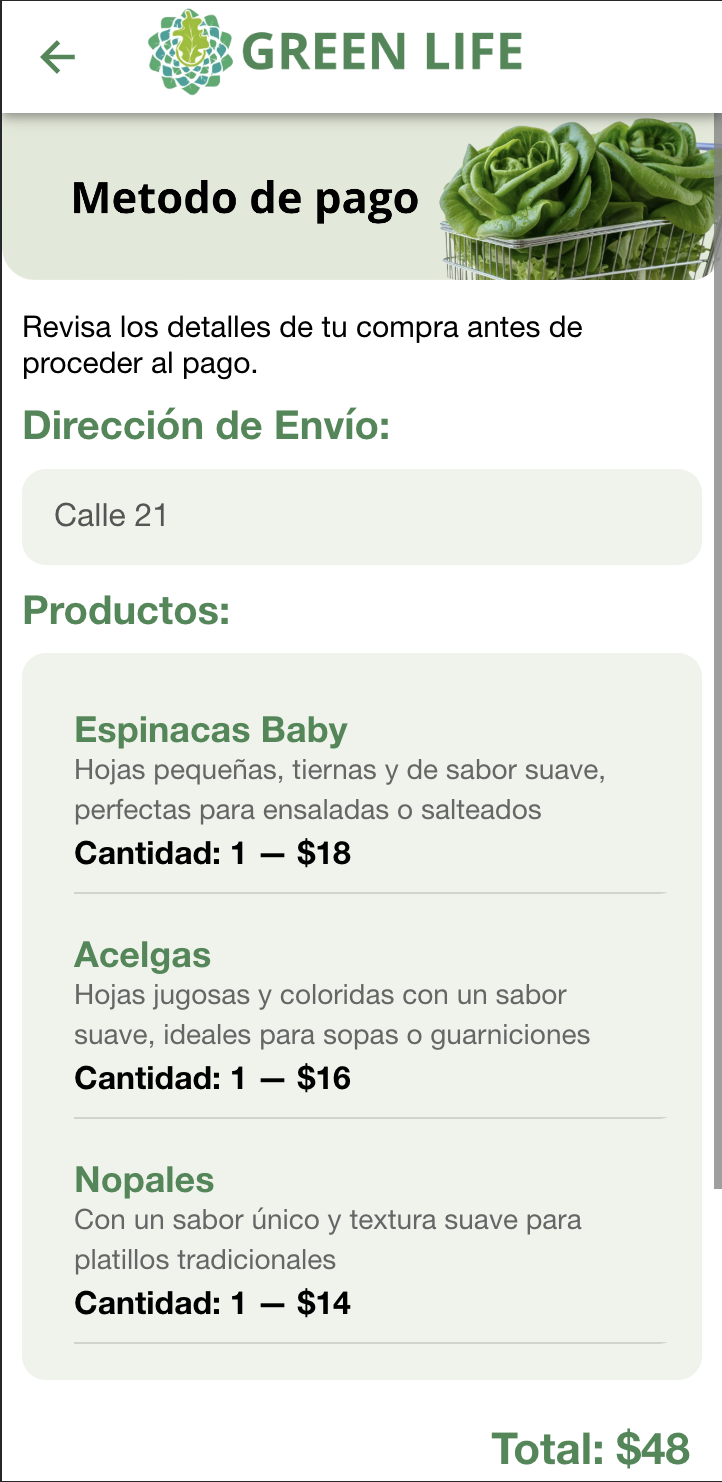 GREEN LIFE
Metodo de pago
Revisa los detalles de tu compra antes de
proceder al pago.
Dirección de Envío:
Calle 21
Productos:
Espinacas Baby
Hojas pequeñas, tiernas y de sabor suave,
perfectas para ensaladas o salteados
Cantidad: 1 — $18
Acelgas
Hojas jugosas y coloridas con un sabor
suave, ideales para sopas o guarniciones
Cantidad: 1 — $16
Nopales
Con un sabor único y textura suave para
platillos tradicionales
Cantidad: 1 — $14
Total: $48